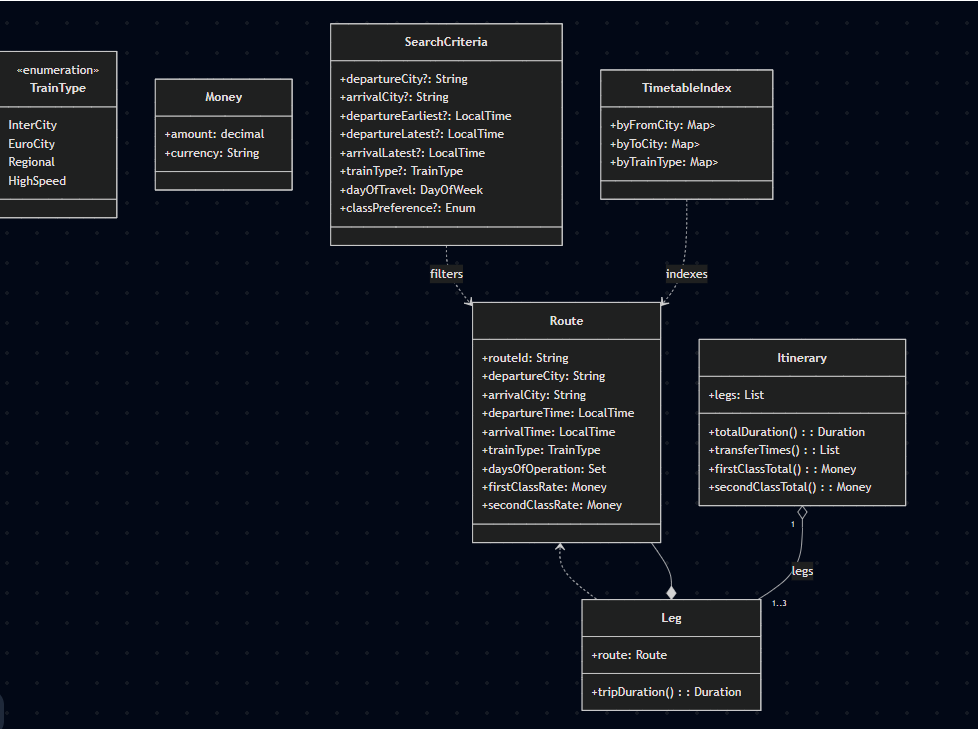 «enumeration»
TrainType
InterCity
EuroCity
Regional
HighSpeed
Money
+amount: decimal
+currency: String
SearchCriteria
+departureCity?: String
+arrivalCity?: String
+departureEarliest?: LocalTime
+departureLatest?: LocalTime
+arrivalLatest?: LocalTime
+trainType?: TrainType
+dayOfTravel: DayOfWeek
+classPreference?: Enum
TimetableIndex
+byFromCity: Map>
+byToCity: Map>
+byTrainType: Map>
filters
indexes
Route
+routeId: String
+departureCity: String
+arrivalCity: String
+departureTime: LocalTime
+arrivalTime: LocalTime
+trainType: TrainType
+daysOfOperation: Set
+firstClassRate: Money
+secondClassRate: Money
Itinerary
+legs: List
+totalDuration() : : Duration
+transferTimes() : : List
+firstClassTotal() : : Money
+secondClassTotal() : : Money
1
legs
1..3
Leg
+route: Route
+tripDuration() : : Duration